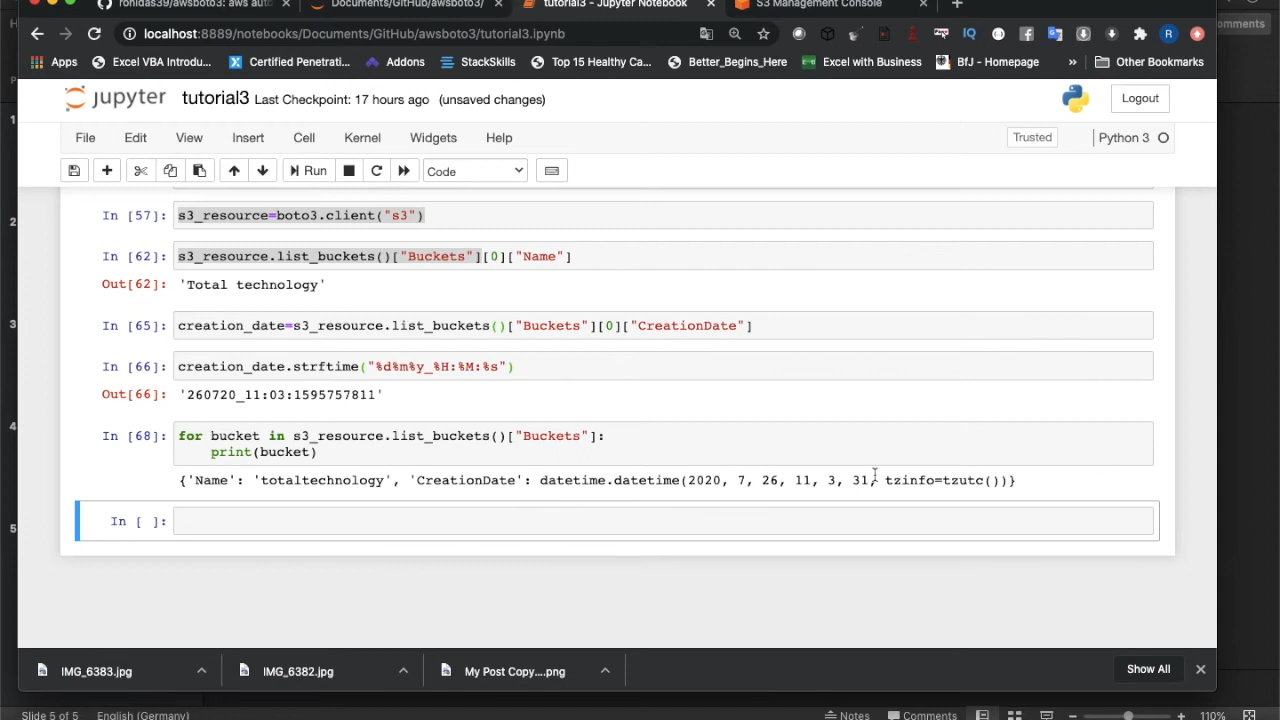 ronidas39/awsboto3: aws auto
Documents/GitHub/awsboto3/
tutorial3 - Jupyter Notebook
S3 Management Console
localhost:8889/notebooks/Documents/GitHub/awsboto3/tutorial3.ipynb
Apps
Excel VBA Introdu...
Certified Penetrati...
Addons
StackSkills
Top 15 Healthy Ca...
Better_Begins_Here
Excel with Business
BfJ - Homepage
»
Other Bookmarks
omments
jupyter tutorial3 Last Checkpoint: 17 hours ago (unsaved changes)
Logout
File Edit View Insert Cell Kernel Widgets Help
Trusted
Python 3
Run
Code
In [57]: s3_resource=boto3.client("s3")
In [62]: s3_resource.list_buckets()["Buckets"][0]["Name"]
Out[62]: 'Total technology'
In [65]: creation_date=s3_resource.list_buckets()["Buckets"][0]["CreationDate"]
In [66]: creation_date.strftime("%d%m%y_%H:%M:%s")
Out[66]: '260720_11:03:1595757811'
In [68]: for bucket in s3_resource.list_buckets()["Buckets"]:
print(bucket)
{'Name': 'totaltechnology', 'CreationDate': datetime.datetime(2020, 7, 26, 11, 3, 31, tzinfo=tzutc())}
In [ ]:
1
2
3
4
5
IMG_6383.jpg
IMG_6382.jpg
My Post Copy....png
Show All
Slide 5 of 5
English (Germany)
Notes
Comments
110%